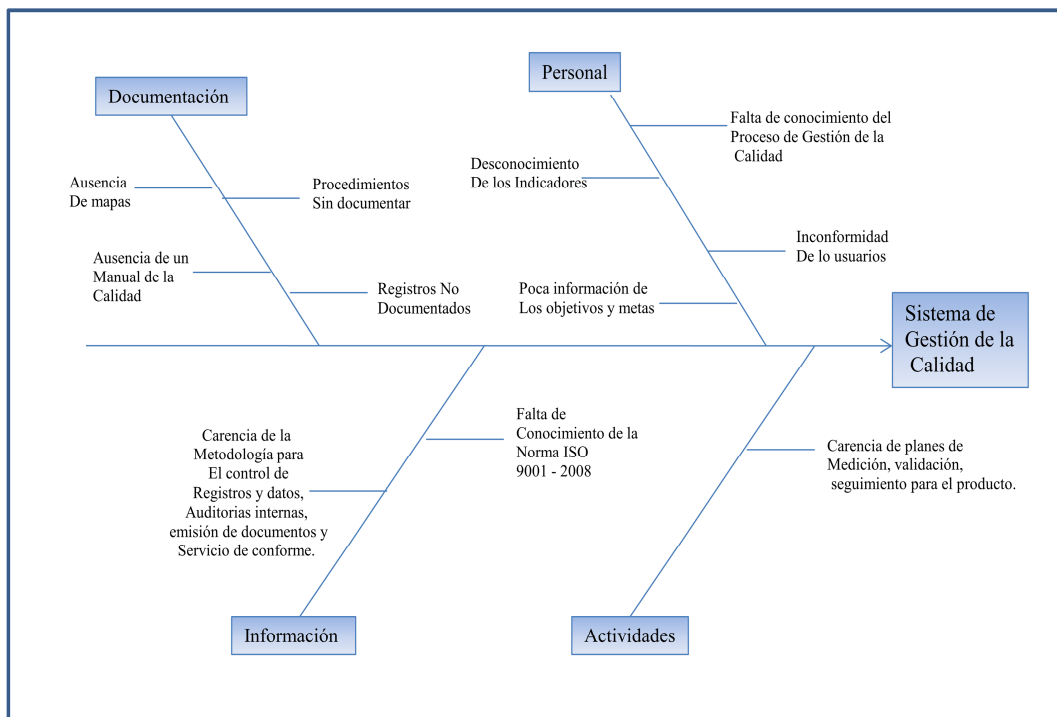 Documentación
Ausencia
De mapas
Procedimientos
Sin documentar
Ausencia de un
Manual de la
Calidad
Registros No
Documentados
Personal
Falta de conocimiento del
Proceso de Gestión de la
Calidad
Desconocimiento
De los Indicadores
Inconformidad
De lo usuarios
Poca información de
Los objetivos y metas
Sistema de
Gestión de la
Calidad
Carencia de la
Metodología para
El control de
Registros y datos,
Auditorias internas,
emisión de documentos y
Servicio de conforme.
Falta de
Conocimiento de la
Norma ISO
9001 - 2008
Información
Carencia de planes de
Medición, validación,
seguimiento para el producto.
Actividades